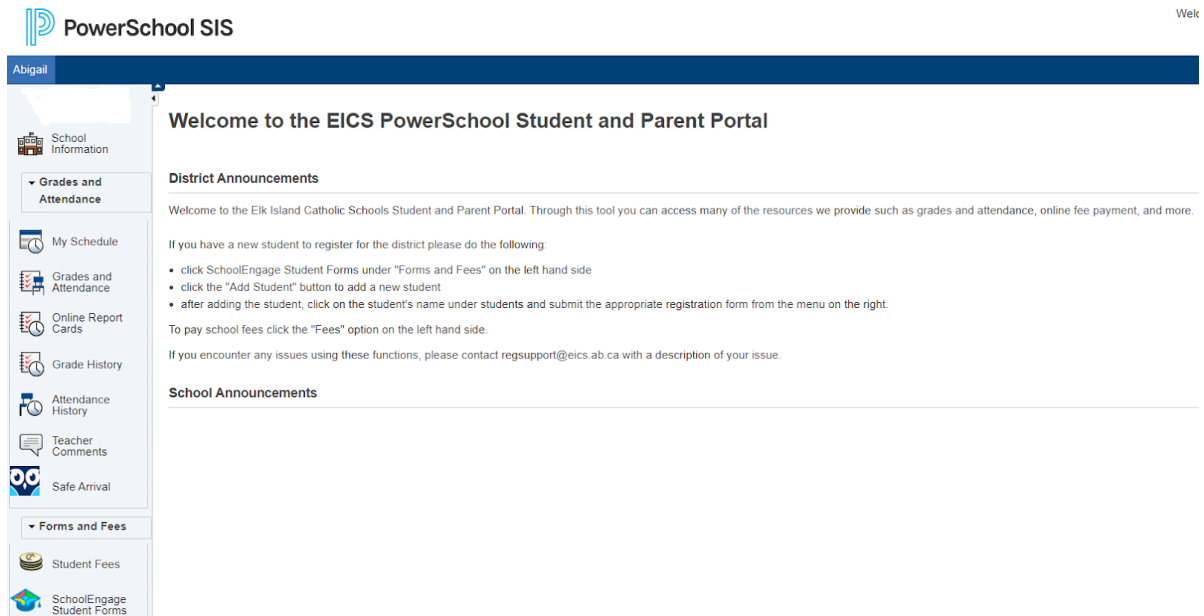 PowerSchool SIS
Abigail
School
Information
Grades and
Attendance
My Schedule
Grades and
Attendance
Online Report
Cards
Grade History
Attendance
History
Teacher
Comments
Safe Arrival
Forms and Fees
Student Fees
SchoolEngage
Student Forms
Welcome to the EICS PowerSchool Student and Parent Portal
District Announcements
Welcome to the Elk Island Catholic Schools Student and Parent Portal. Through this tool you can access many of the resources we provide such as grades and attendance, online fee payment, and more.
If you have a new student to register for the district please do the following:
• click SchoolEngage Student Forms under "Forms and Fees" on the left hand side
• click the "Add Student" button to add a new student
• after adding the student, click on the student's name under students and submit the appropriate registration form from the menu on the right.
To pay school fees click the "Fees" option on the left hand side.
If you encounter any issues using these functions, please contact regsupport@eics.ab.ca with a description of your issue.
School Announcements